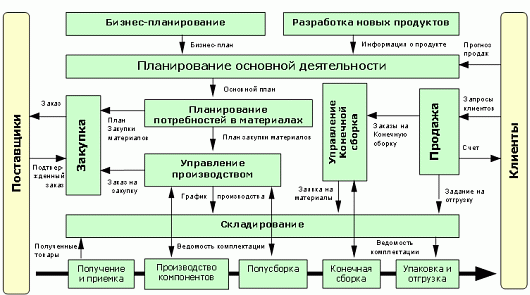 Бизнес-планирование
Разработка новых продуктов
Бизнес-план
Информация о продукте
Прогноз
продаж
Планирование основной деятельности
Основной план
Поставщики
Заказ
Подтвер-
жденный
заказ
Закупка
План
Закупки
материалов
Планирование
потребностей в материалах
План закупки материалов
Управление
производством
Заказ на
закупку
Управление
Конечной
сборка
Заказы на
Конечную
сборку
Продажа
Запросы
клиентов
Счет
Клиенты
График производства
Заявка на
материалы
Задание на
отгрузку
Складирование
Полученные
товары
Ведомость комплектации
Ведомость
комплектации
Получение
и приемка
Производство
компонентов
Полусборка
Конечная
сборка
Упаковка и
отгрузка